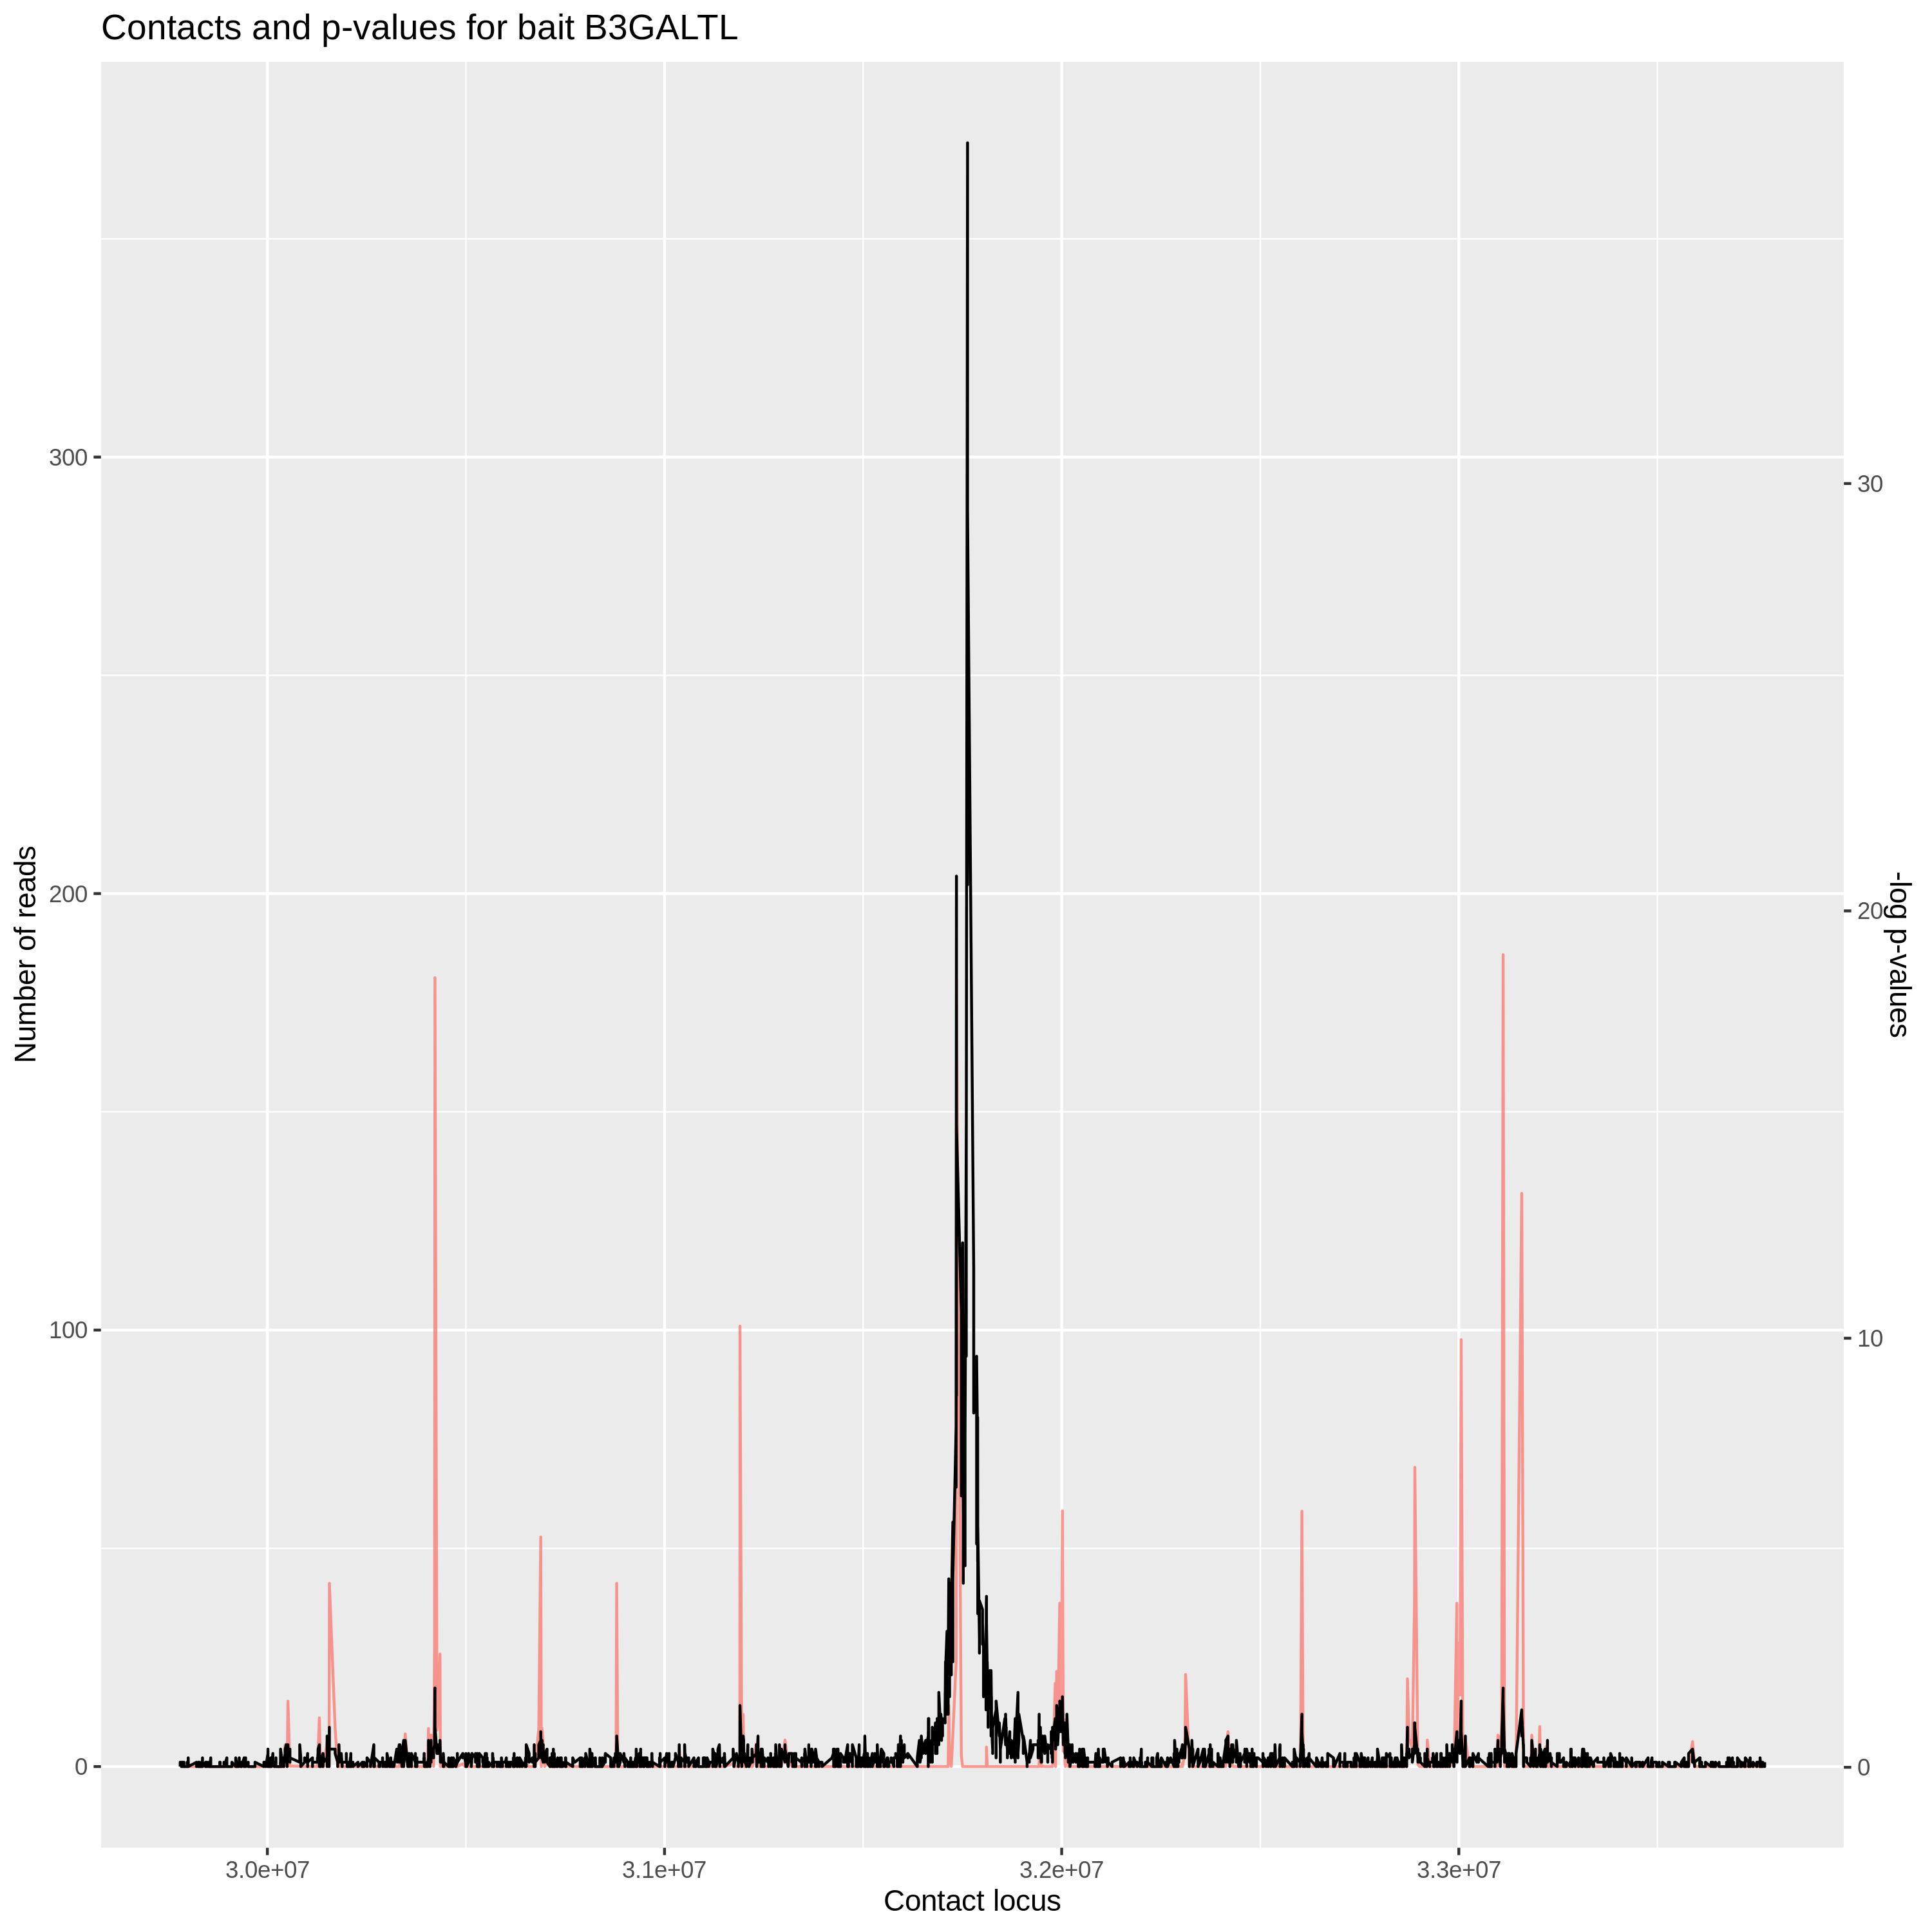 Contacts and p-values for bait B3GALTL
Number of reads
300
200
100
0
30
20
10
0
-log p-values
3.0e+07 3.1e+07 3.2e+07 3.3e+07
Contact locus